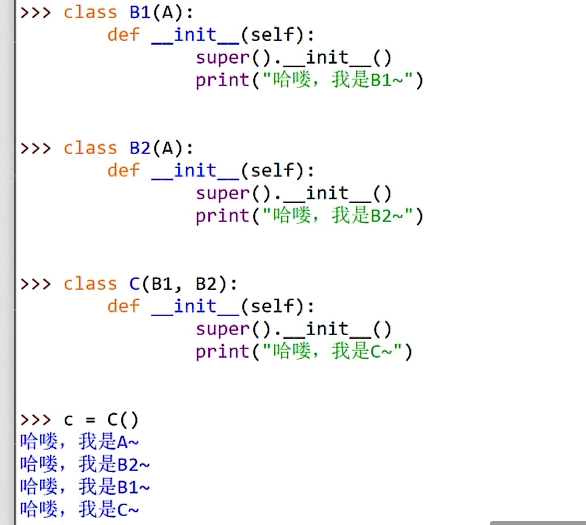 >>> class B1(A):
        def __init__(self):
                super().__init__()
                print("哈喽，我是B1~")
>>> class B2(A):
        def __init__(self):
                super().__init__()
                print("哈喽，我是B2~")
>>> class C(B1, B2):
        def __init__(self):
                super().__init__()
                print("哈喽，我是C~")
>>> c = C()
哈喽，我是A~
哈喽，我是B2~
哈喽，我是B1~
哈喽，我是C~